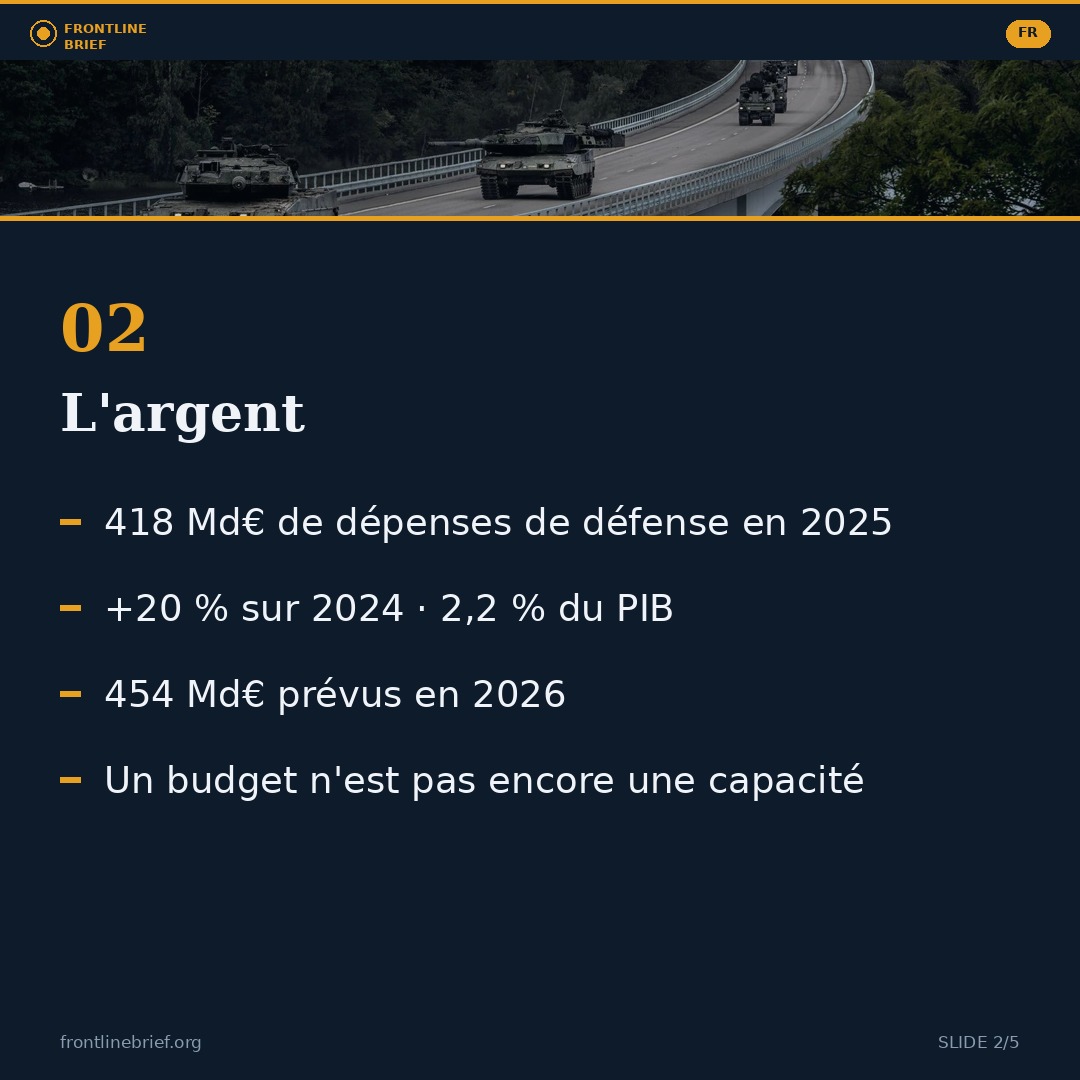 FRONTLINE
BRIEF
FR
02
L'argent
418 Md€ de dépenses de défense en 2025
+20 % sur 2024 · 2,2 % du PIB
454 Md€ prévus en 2026
Un budget n'est pas encore une capacité
frontlinebrief.org
SLIDE 2/5